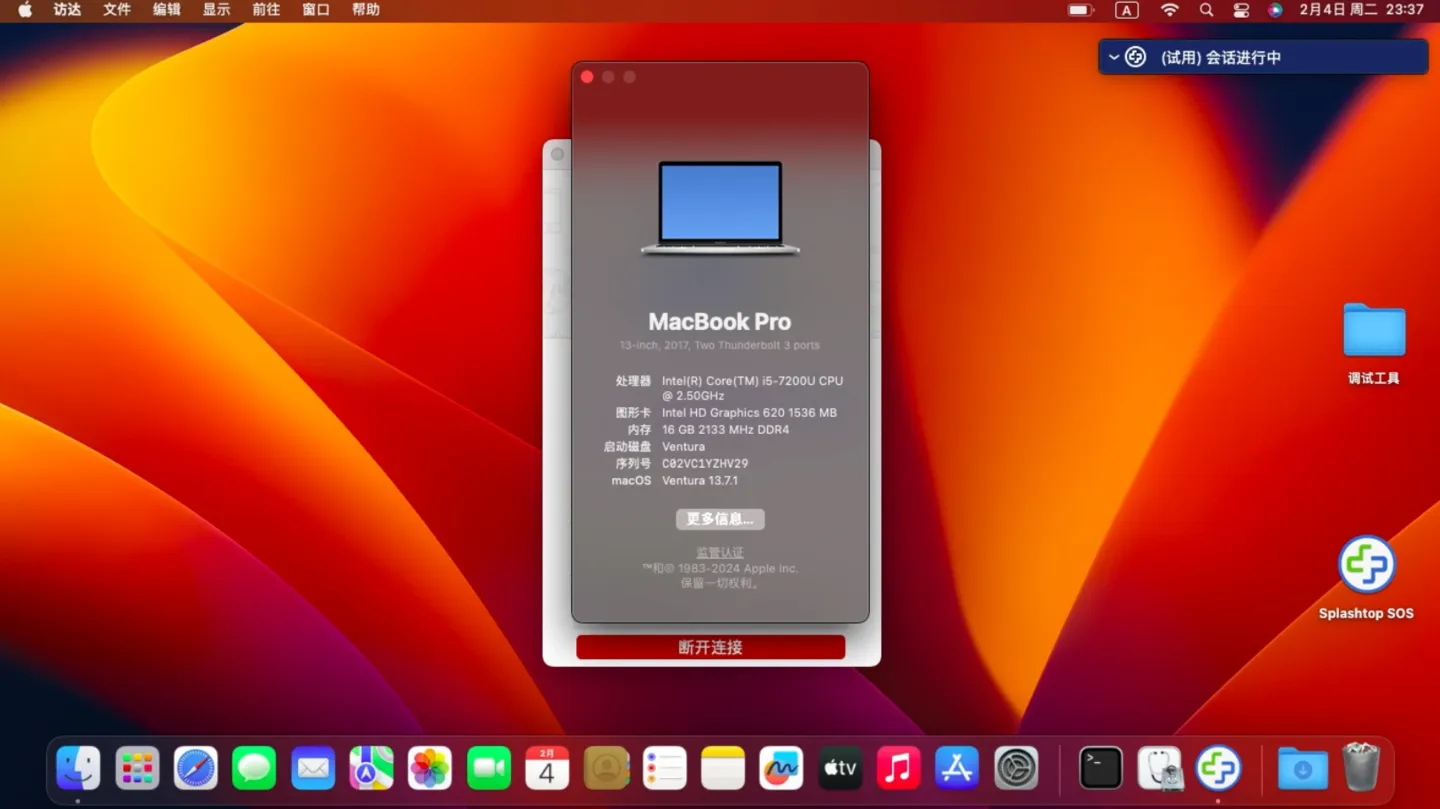 访达 文件 编辑 显示 前往 窗口 帮助
A 2月4日 周二 23:37
(试用) 会话进行中
MacBook Pro
13-inch, 2017, Two Thunderbolt 3 ports
处理器 Intel(R) Core(TM) i5-7200U CPU
@ 2.50GHz
图形卡 Intel HD Graphics 620 1536 MB
内存 16 GB 2133 MHz DDR4
启动磁盘 Ventura
序列号 C02VC1YZHV29
macOS Ventura 13.7.1
更多信息...
监管认证
™和© 1983-2024 Apple Inc.
保留一切权利。
断开连接
调试工具
Splashtop SOS
2月
4
tv
>_